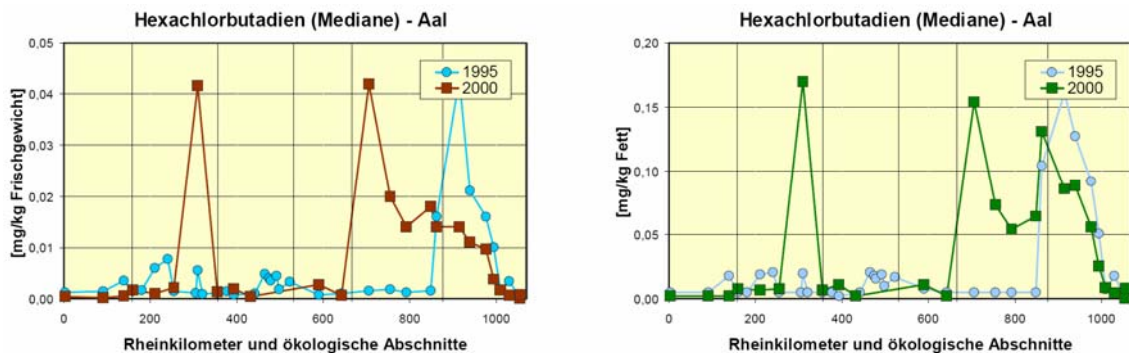 Hexachlorbutadien (Mediane) - Aal
[mg/kg Frischgewicht]
0,05
0,04
0,03
0,02
0,01
0,00
1995
2000
0 200 400 600 800 1000
Rheinkilometer und ökologische Abschnitte
Hexachlorbutadien (Mediane) - Aal
[mg/kg Fett]
0,20
0,15
0,10
0,05
0,00
1995
2000
0 200 400 600 800 1000
Rheinkilometer und ökologische Abschnitte